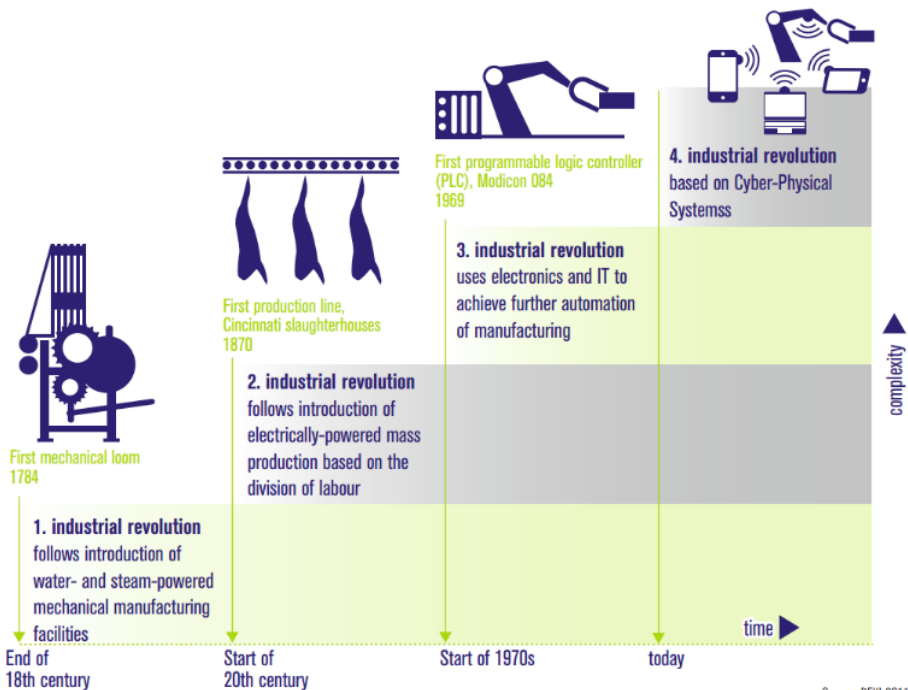 First mechanical loom
1784
1. industrial revolution
follows introduction of
water- and steam-powered
mechanical manufacturing
facilities
End of
18th century
First production line,
Cincinnati slaughterhouses
1870
2. industrial revolution
follows introduction of
electrically-powered mass
production based on the
division of labour
Start of
20th century
First programmable logic controller
(PLC), Modicon 084
1969
3. industrial revolution
uses electronics and IT to
achieve further automation
of manufacturing
Start of 1970s
4. industrial revolution
based on Cyber-Physical
Systemss
today
time
complexity